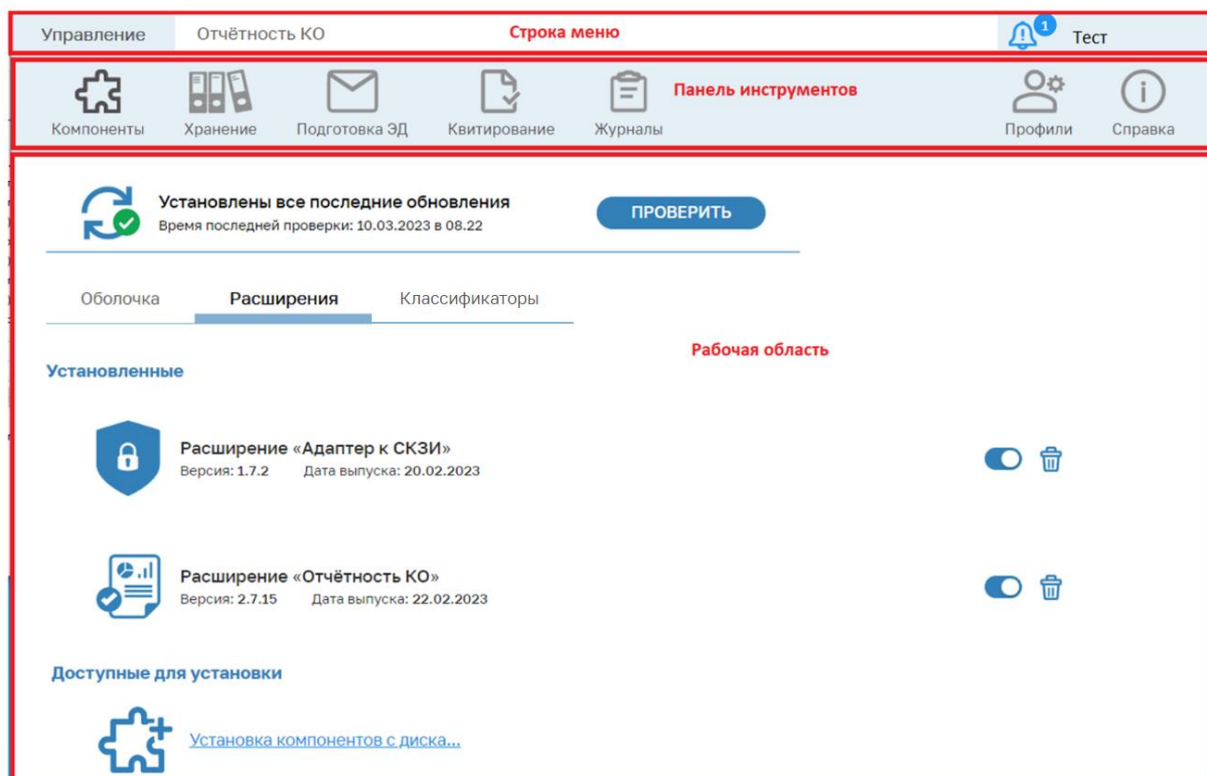 Управление Отчётность КО Строка меню 1 Тест
Панель инструментов
Компоненты Хранение Подготовка ЭД Квитирование Журналы Профили Справка
Установлены все последние обновления
Время последней проверки: 10.03.2023 в 08.22
ПРОВЕРИТЬ
Оболочка Расширения Классификаторы
Рабочая область
Установленные
Расширение «Адаптер к СКЗИ»
Версия: 1.7.2 Дата выпуска: 20.02.2023
Расширение «Отчётность КО»
Версия: 2.7.15 Дата выпуска: 22.02.2023
Доступные для установки
Установка компонентов с диска...